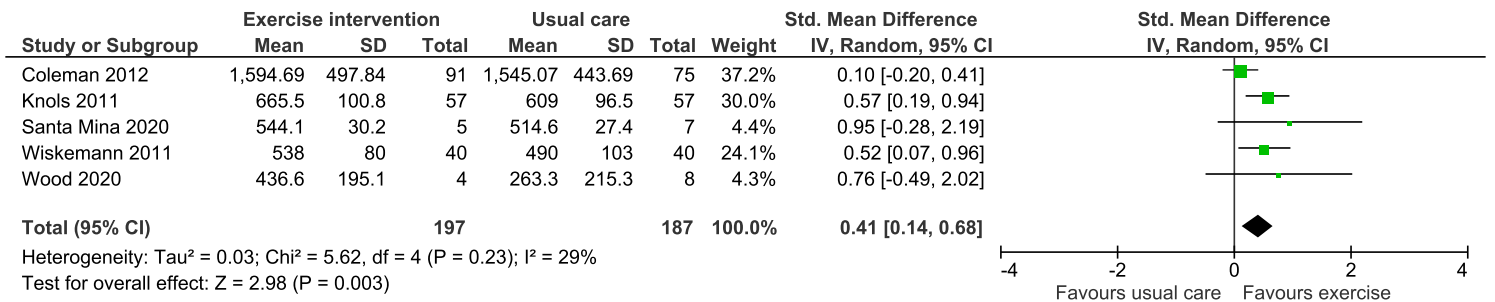 Exercise intervention Usual care Std. Mean Difference Std. Mean Difference
Study or Subgroup Mean SD Total Mean SD Total Weight IV, Random, 95% CI IV, Random, 95% CI
Coleman 2012 1,594.69 497.84 91 1,545.07 443.69 75 37.2% 0.10 [-0.20, 0.41]
Knols 2011 665.5 100.8 57 609 96.5 57 30.0% 0.57 [0.19, 0.94]
Santa Mina 2020 544.1 30.2 5 514.6 27.4 7 4.4% 0.95 [-0.28, 2.19]
Wiskemann 2011 538 80 40 490 103 40 24.1% 0.52 [0.07, 0.96]
Wood 2020 436.6 195.1 4 263.3 215.3 8 4.3% 0.76 [-0.49, 2.02]
Total (95% CI) 197 187 100.0% 0.41 [0.14, 0.68]
Heterogeneity: Tau² = 0.03; Chi² = 5.62, df = 4 (P = 0.23); I² = 29%
Test for overall effect: Z = 2.98 (P = 0.003)
-4 -2 0 2 4
Favours usual care Favours exercise